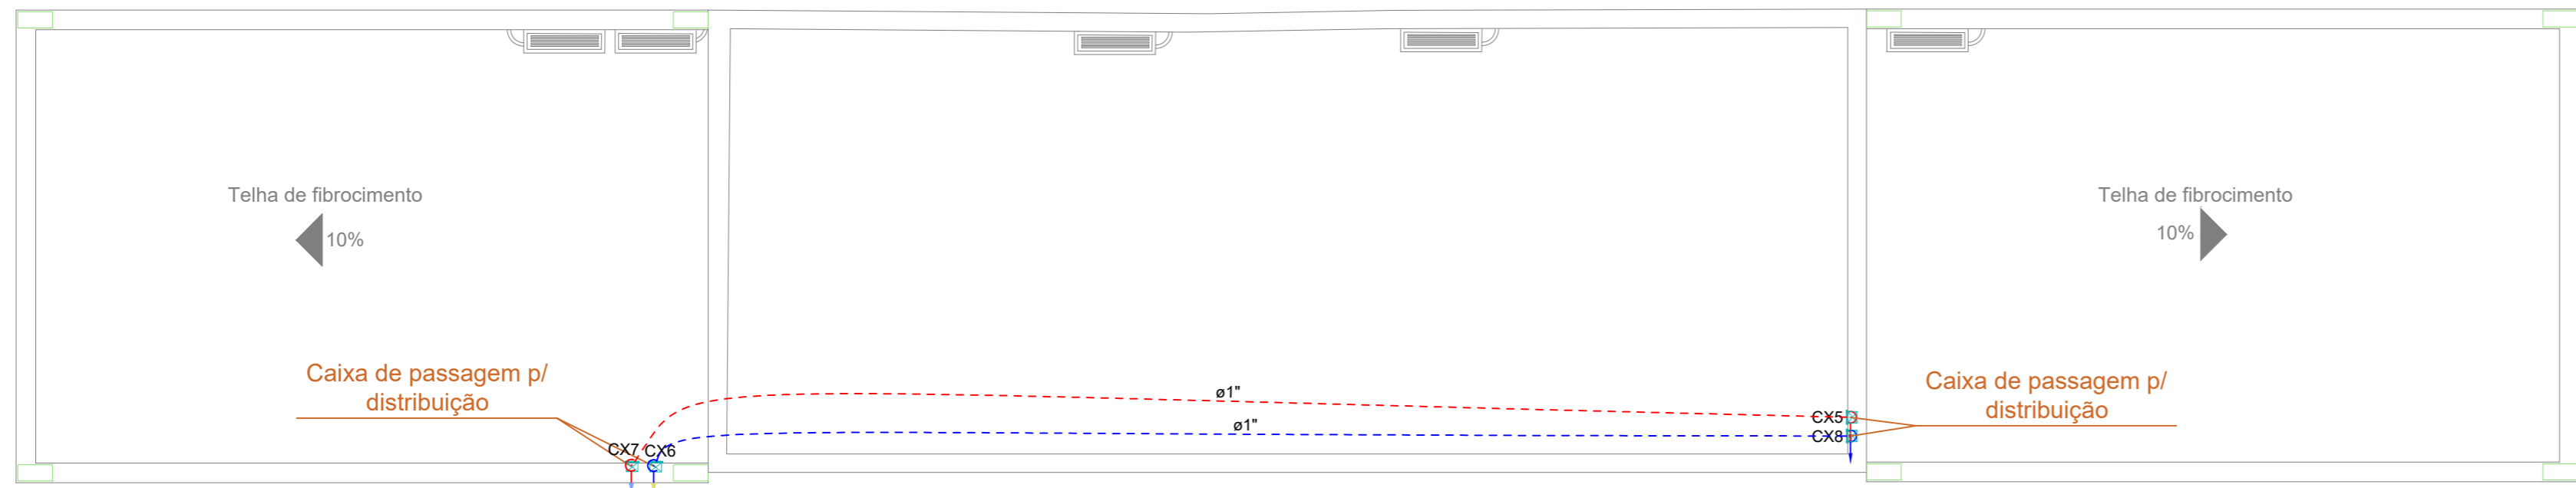 Telha de fibrocimento
10%
Telha de fibrocimento
10%
Caixa de passagem p/
distribuição
Caixa de passagem p/
distribuição
ø1"
ø1"
CX5
CX8
CX7
CX6